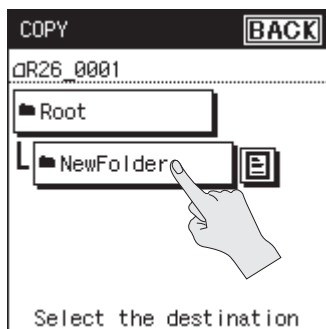 COPY BACK
R26_0001
Root
NewFolder
Select the destination